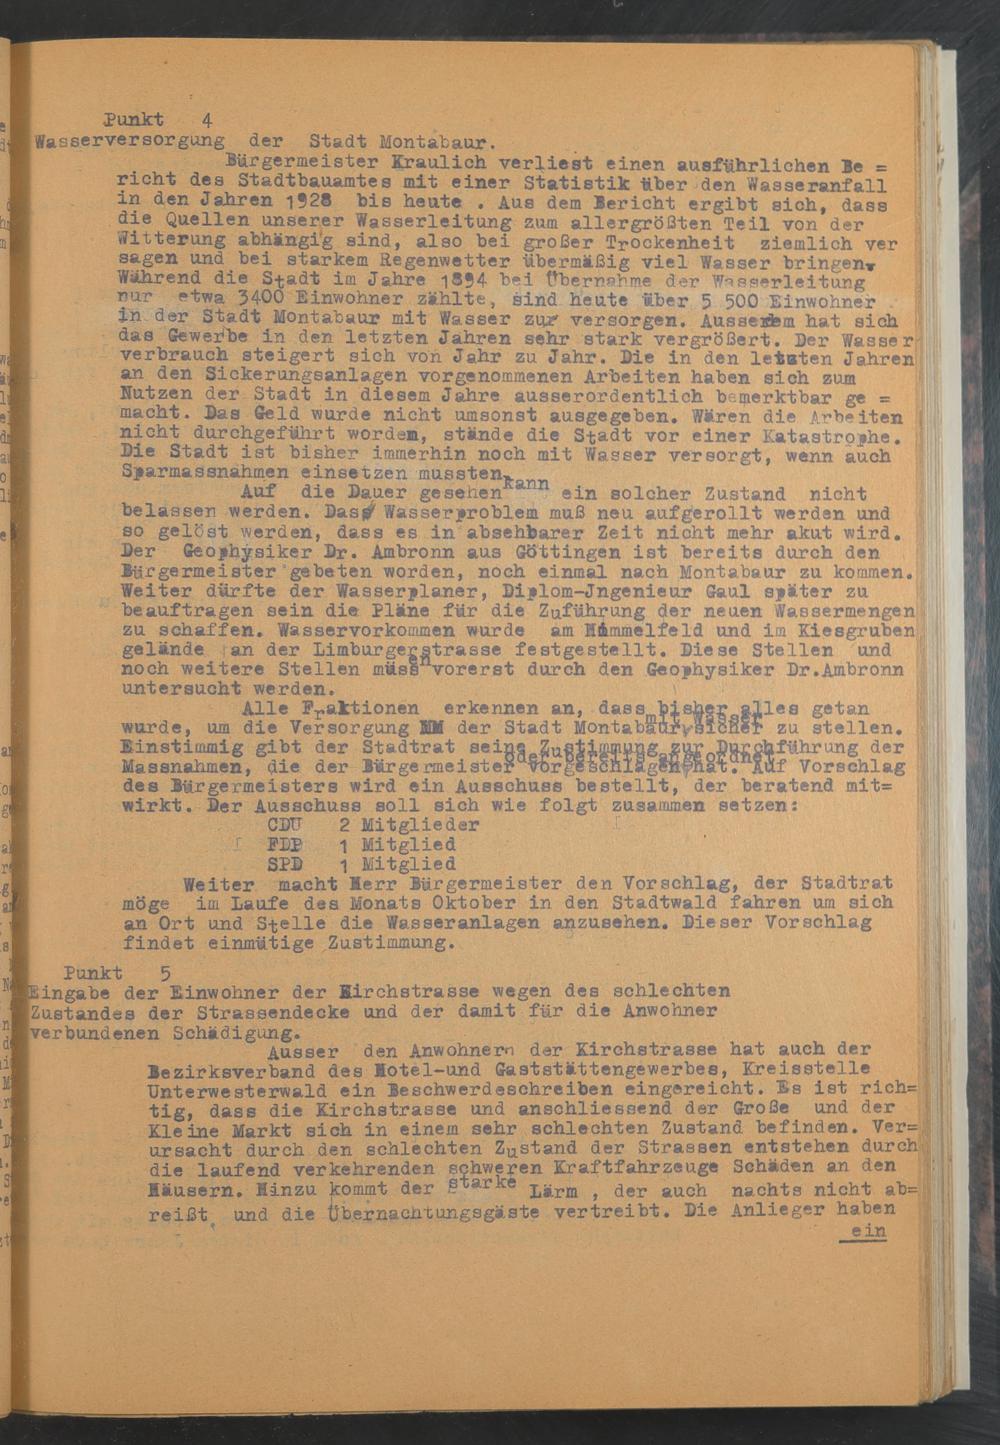 Punkt 4
Wasserversorgung der Stadt Montabaur.
Bürgermeister Kraulich verliest einen ausführlichen Be =
richt des Stadtbauamtes mit einer Statistik über den Wasseranfall
in den Jahren 1928 bis heute . Aus dem Bericht ergibt sich, dass
die Quellen unserer Wasserleitung zum allergrößten Teil von der
Witterung abhängig sind, also bei großer Trockenheit ziemlich ver
sagen und bei starkem Regenwetter übermäßig viel Wasser bringen.
Während die Stadt im Jahre 1894 bei Übernahme der Wasserleitung
nur etwa 3400 Einwohner zählte, sind heute über 5 500 Einwohner
in der Stadt Montabaur mit Wasser zur versorgen. Ausserem hat sich
das Gewerbe in den letzten Jahren sehr stark vergrößert. Der Wasser
verbrauch steigert sich von Jahr zu Jahr. Die in den letzten Jahren
an den Sickerungsanlagen vorgenommenen Arbeiten haben sich zum
Nutzen der Stadt in diesem Jahre ausserordentlich bemerktbar ge =
macht. Das Geld wurde nicht umsonst ausgegeben. Wären die Arbeiten
nicht durchgeführt worden, stände die Stadt vor einer Katastrophe.
Die Stadt ist bisher immerhin noch mit Wasser versorgt, wenn auch
Sparmassnahmen einsetzen mussten.
Auf die Dauer gesehen kann ein solcher Zustand nicht
belassen werden. Das Wasserproblem muß neu aufgerollt werden und
so gelöst werden, dass es in absehbarer Zeit nicht mehr akut wird.
Der Geophysiker Dr. Ambronn aus Göttingen ist bereits durch den
Bürgermeister gebeten worden, noch einmal nach Montabaur zu kommen.
Weiter dürfte der Wasserplaner, Diplom-Jngenieur Gaul später zu
beauftragen sein die Pläne für die Zuführung der neuen Wassermengen
zu schaffen. Wasservorkommen wurde am Himmelfeld und im Kiesgruben
gelände an der Limburgerstrasse festgestellt. Diese Stellen und
noch weitere Stellen müssen vorerst durch den Geophysiker Dr.Ambronn
untersucht werden.
Alle Fraktionen erkennen an, dass bisher alles getan
wurde, um die Versorgung der Stadt Montabaur mit Wasser sicher zu stellen.
Einstimmig gibt der Stadtrat seine Zustimmung zur Durchführung der
Massnahmen, die der Bürgermeister vorgeschlagen oder bereits angeordnet hat. Auf Vorschlag
des Bürgermeisters wird ein Ausschuss bestellt, der beratend mit=
wirkt. Der Ausschuss soll sich wie folgt zusammen setzen:
CDU 2 Mitglieder
FDP 1 Mitglied
SPD 1 Mitglied
Weiter macht Herr Bürgermeister den Vorschlag, der Stadtrat
möge im Laufe des Monats Oktober in den Stadtwald fahren um sich
an Ort und Stelle die Wasseranlagen anzusehen. Dieser Vorschlag
findet einmütige Zustimmung.
Punkt 5
Eingabe der Einwohner der Kirchstrasse wegen des schlechten
Zustandes der Strassendecke und der damit für die Anwohner
verbundenen Schädigung.
Ausser den Anwohnern der Kirchstrasse hat auch der
Bezirksverband des Hotel-und Gaststättengewerbes, Kreisstelle
Unterwesterwald ein Beschwerdeschreiben eingereicht. Es ist rich=
tig, dass die Kirchstrasse und anschliessend der Große und der
Kleine Markt sich in einem sehr schlechten Zustand befinden. Ver=
ursacht durch den schlechten Zustand der Strassen entstehen durch
die laufend verkehrenden schweren Kraftfahrzeuge Schäden an den
Häusern. Hinzu kommt der starke Lärm , der auch nachts nicht ab=
reißt und die Übernachtungsgäste vertreibt. Die Anlieger haben
ein